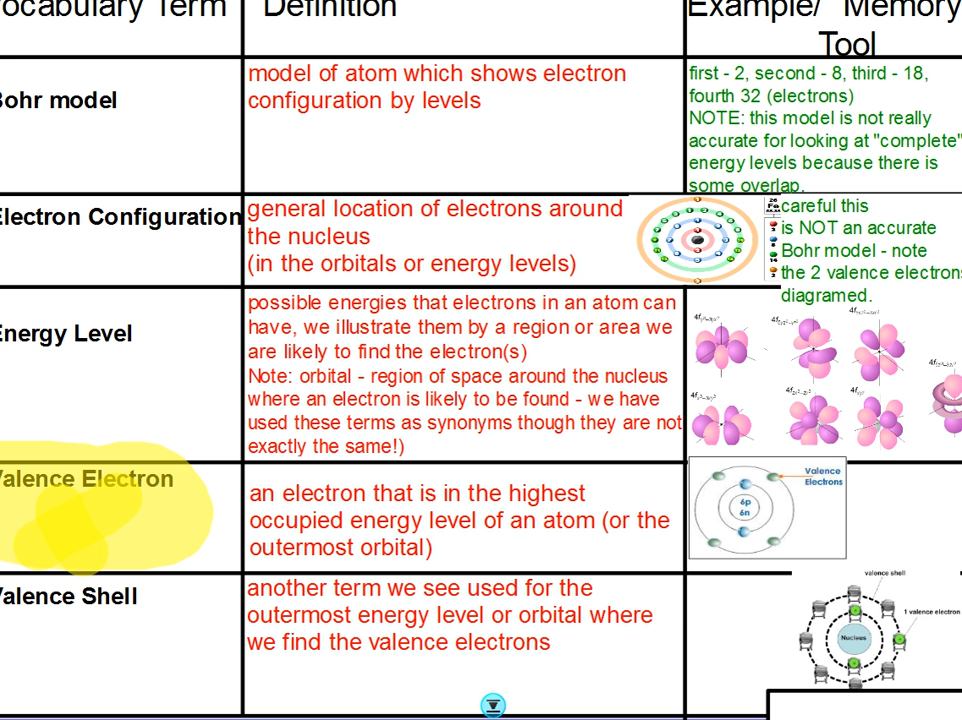 ocabulary Term
Definition
Example/ Memory
Tool
Bohr model
model of atom which shows electron
configuration by levels
first - 2, second - 8, third - 18,
fourth 32 (electrons)
NOTE: this model is not really
accurate for looking at "complete"
energy levels because there is
some overlap.
Electron Configuration
general location of electrons around
the nucleus
(in the orbitals or energy levels)
careful this
is NOT an accurate
Bohr model - note
the 2 valence electrons
diagramed.
Energy Level
possible energies that electrons in an atom can
have, we illustrate them by a region or area we
are likely to find the electron(s)
Note: orbital - region of space around the nucleus
where an electron is likely to be found - we have
used these terms as synonyms though they are not
exactly the same!)
Valence Electron
an electron that is in the highest
occupied energy level of an atom (or the
outermost orbital)
Valence
Electrons
6p
6n
Valence Shell
another term we see used for the
outermost energy level or orbital where
we find the valence electrons
valence shell
1 valence electron
Nucleus